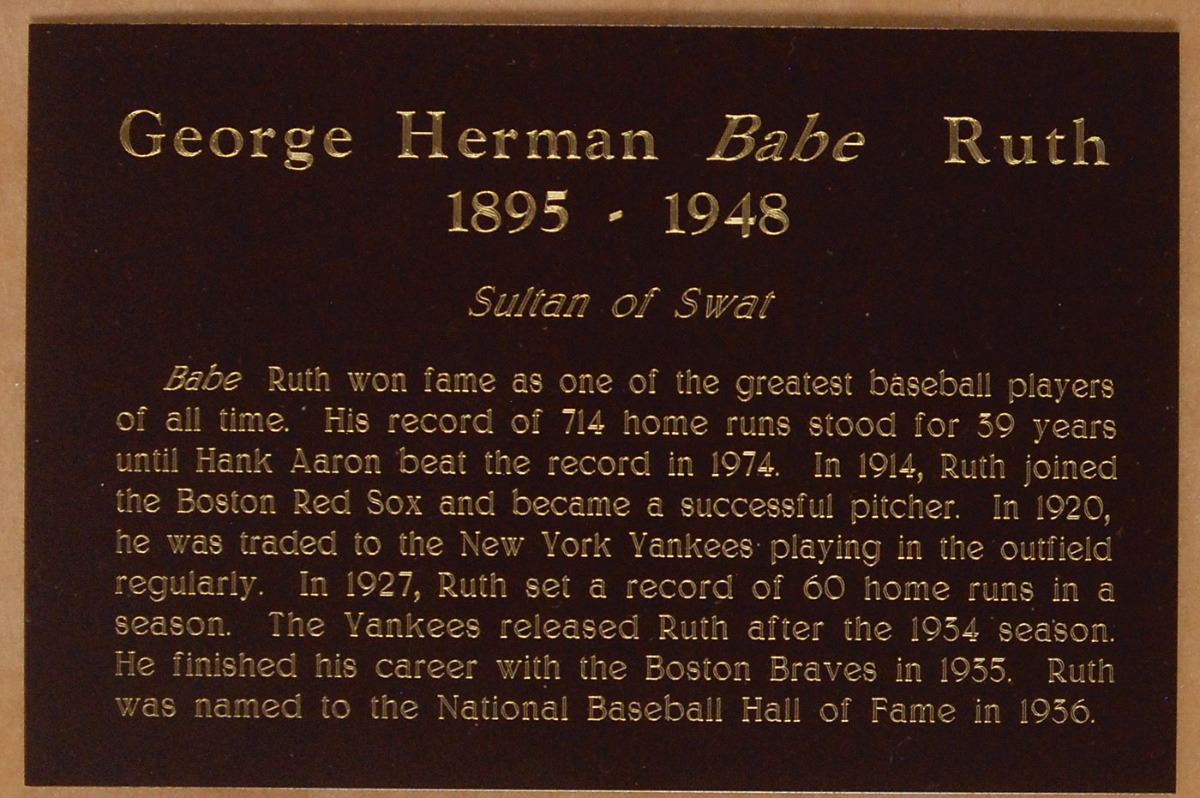 George Herman Babe Ruth
1895 - 1948
Sultan of Swat
Babe Ruth won fame as one of the greatest baseball players
of all time. His record of 714 home runs stood for 39 years
until Hank Aaron beat the record in 1974. In 1914, Ruth joined
the Boston Red Sox and became a successful pitcher. In 1920,
he was traded to the New York Yankees playing in the outfield
regularly. In 1927, Ruth set a record of 60 home runs in a
season. The Yankees released Ruth after the 1934 season.
He finished his career with the Boston Braves in 1935. Ruth
was named to the National Baseball Hall of Fame in 1936.